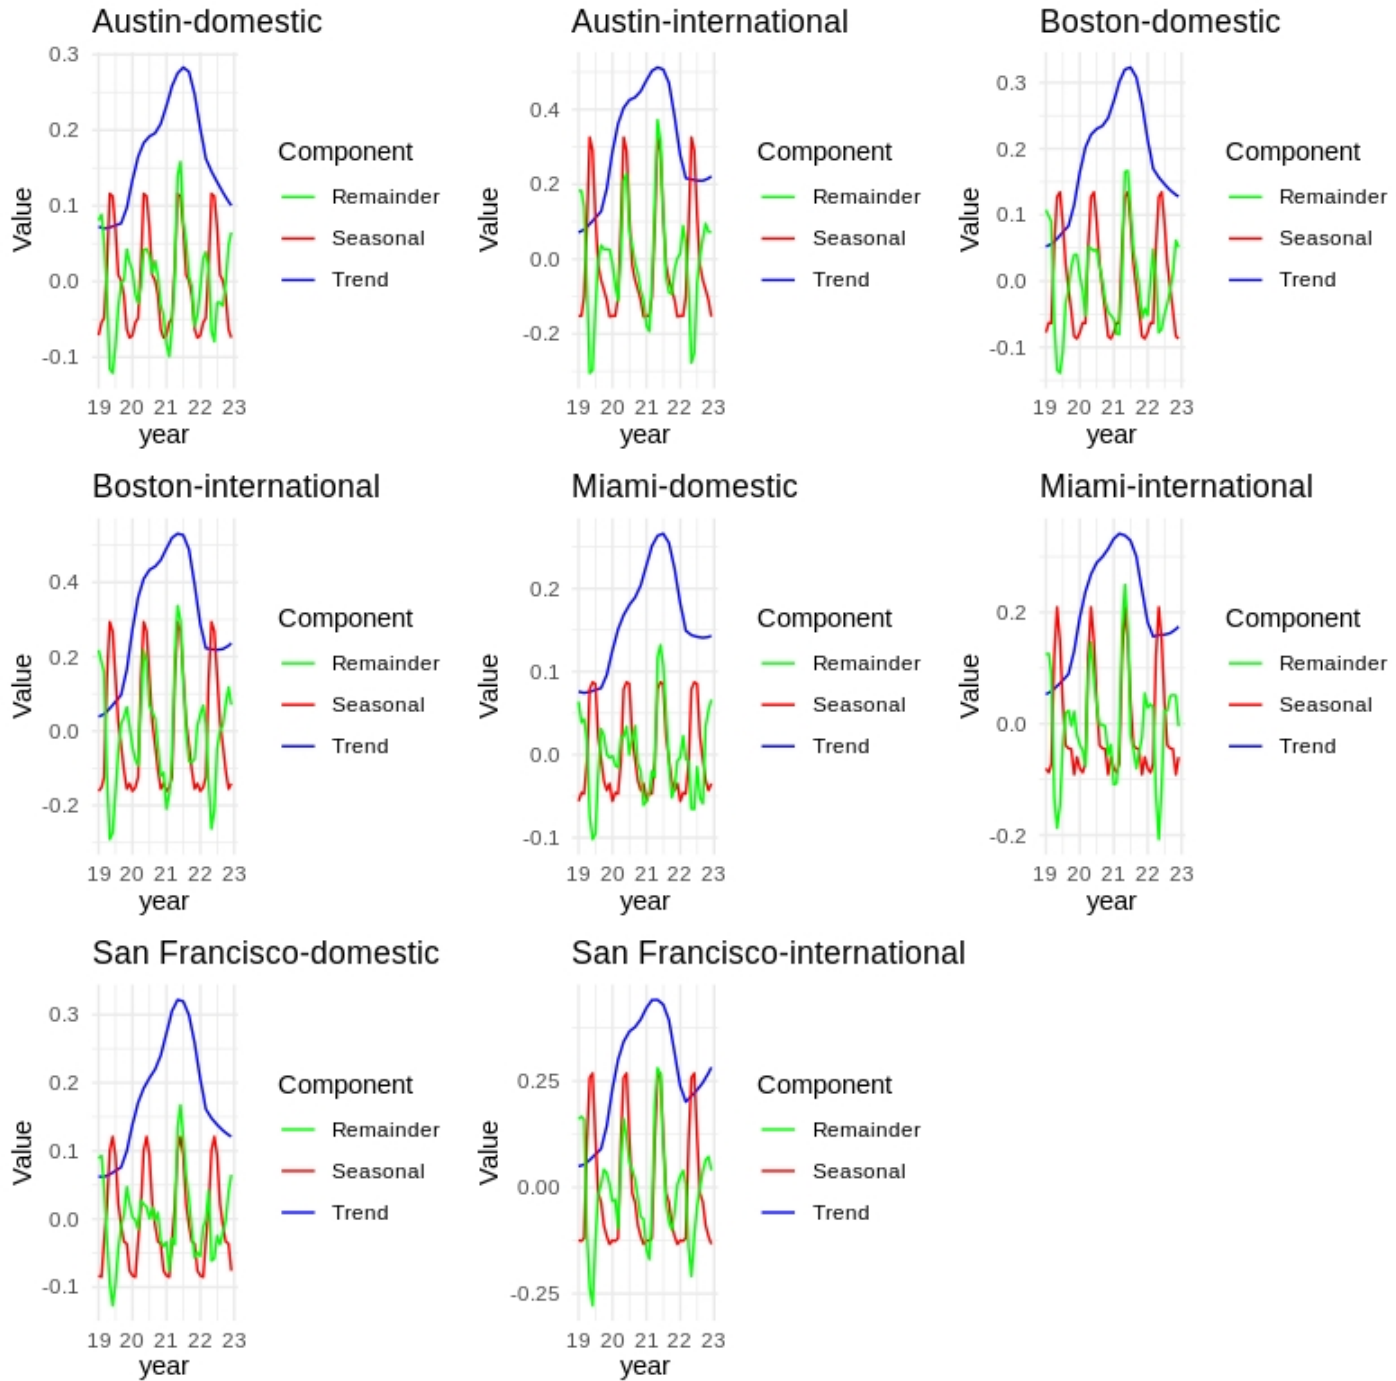 Austin-domestic
Value
0.3
0.2
0.1
0.0
-0.1
19 20 21 22 23
year
Component
Remainder
Seasonal
Trend
Austin-international
Value
0.4
0.2
0.0
-0.2
19 20 21 22 23
year
Component
Remainder
Seasonal
Trend
Boston-domestic
Value
0.3
0.2
0.1
0.0
-0.1
19 20 21 22 23
year
Component
Remainder
Seasonal
Trend
Boston-international
Value
0.4
0.2
0.0
-0.2
19 20 21 22 23
year
Component
Remainder
Seasonal
Trend
Miami-domestic
Value
0.2
0.1
0.0
-0.1
19 20 21 22 23
year
Component
Remainder
Seasonal
Trend
Miami-international
Value
0.2
0.0
-0.2
19 20 21 22 23
year
Component
Remainder
Seasonal
Trend
San Francisco-domestic
Value
0.3
0.2
0.1
0.0
-0.1
19 20 21 22 23
year
Component
Remainder
Seasonal
Trend
San Francisco-international
Value
0.25
0.00
-0.25
19 20 21 22 23
year
Component
Remainder
Seasonal
Trend